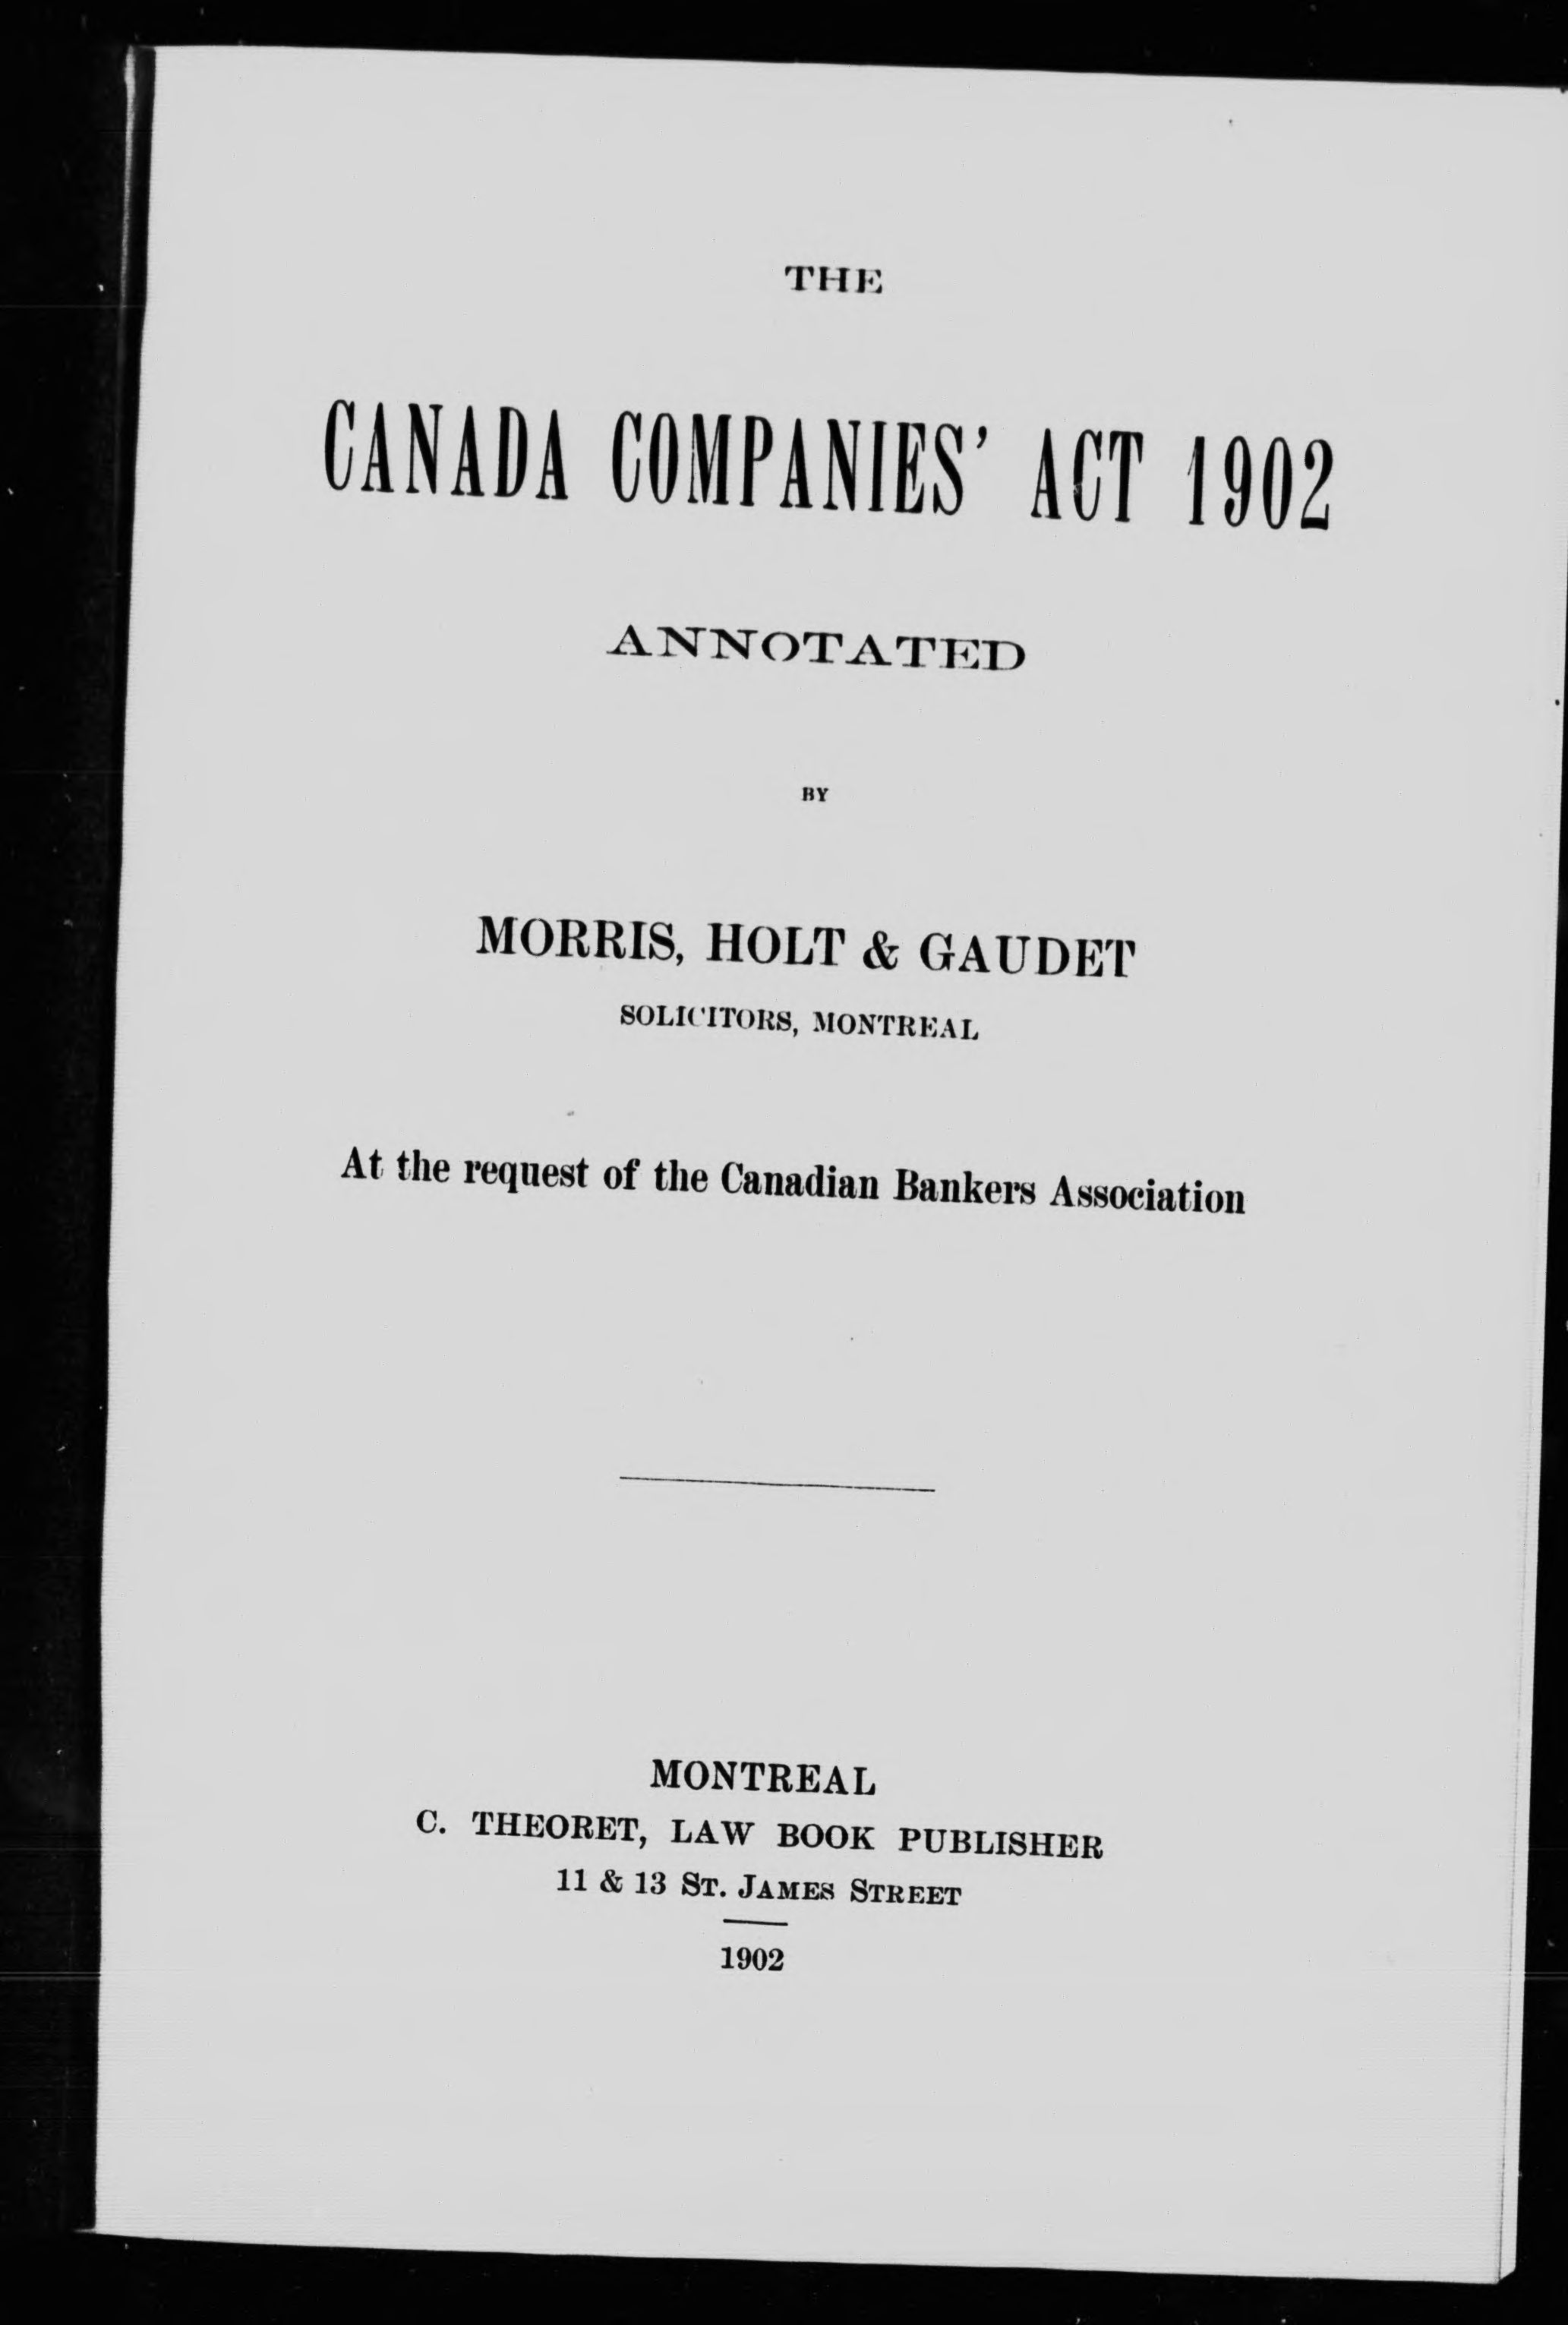 THE
CANADA COMPANIES' ACT 1902
ANNOTATED
BY
MORRIS, HOLT & GAUDET
SOLICITORS, MONTREAL
At the request of the Canadian Bankers Association
MONTREAL
C. THEORET, LAW BOOK PUBLISHER
11 & 13 ST. JAMES STREET
1902